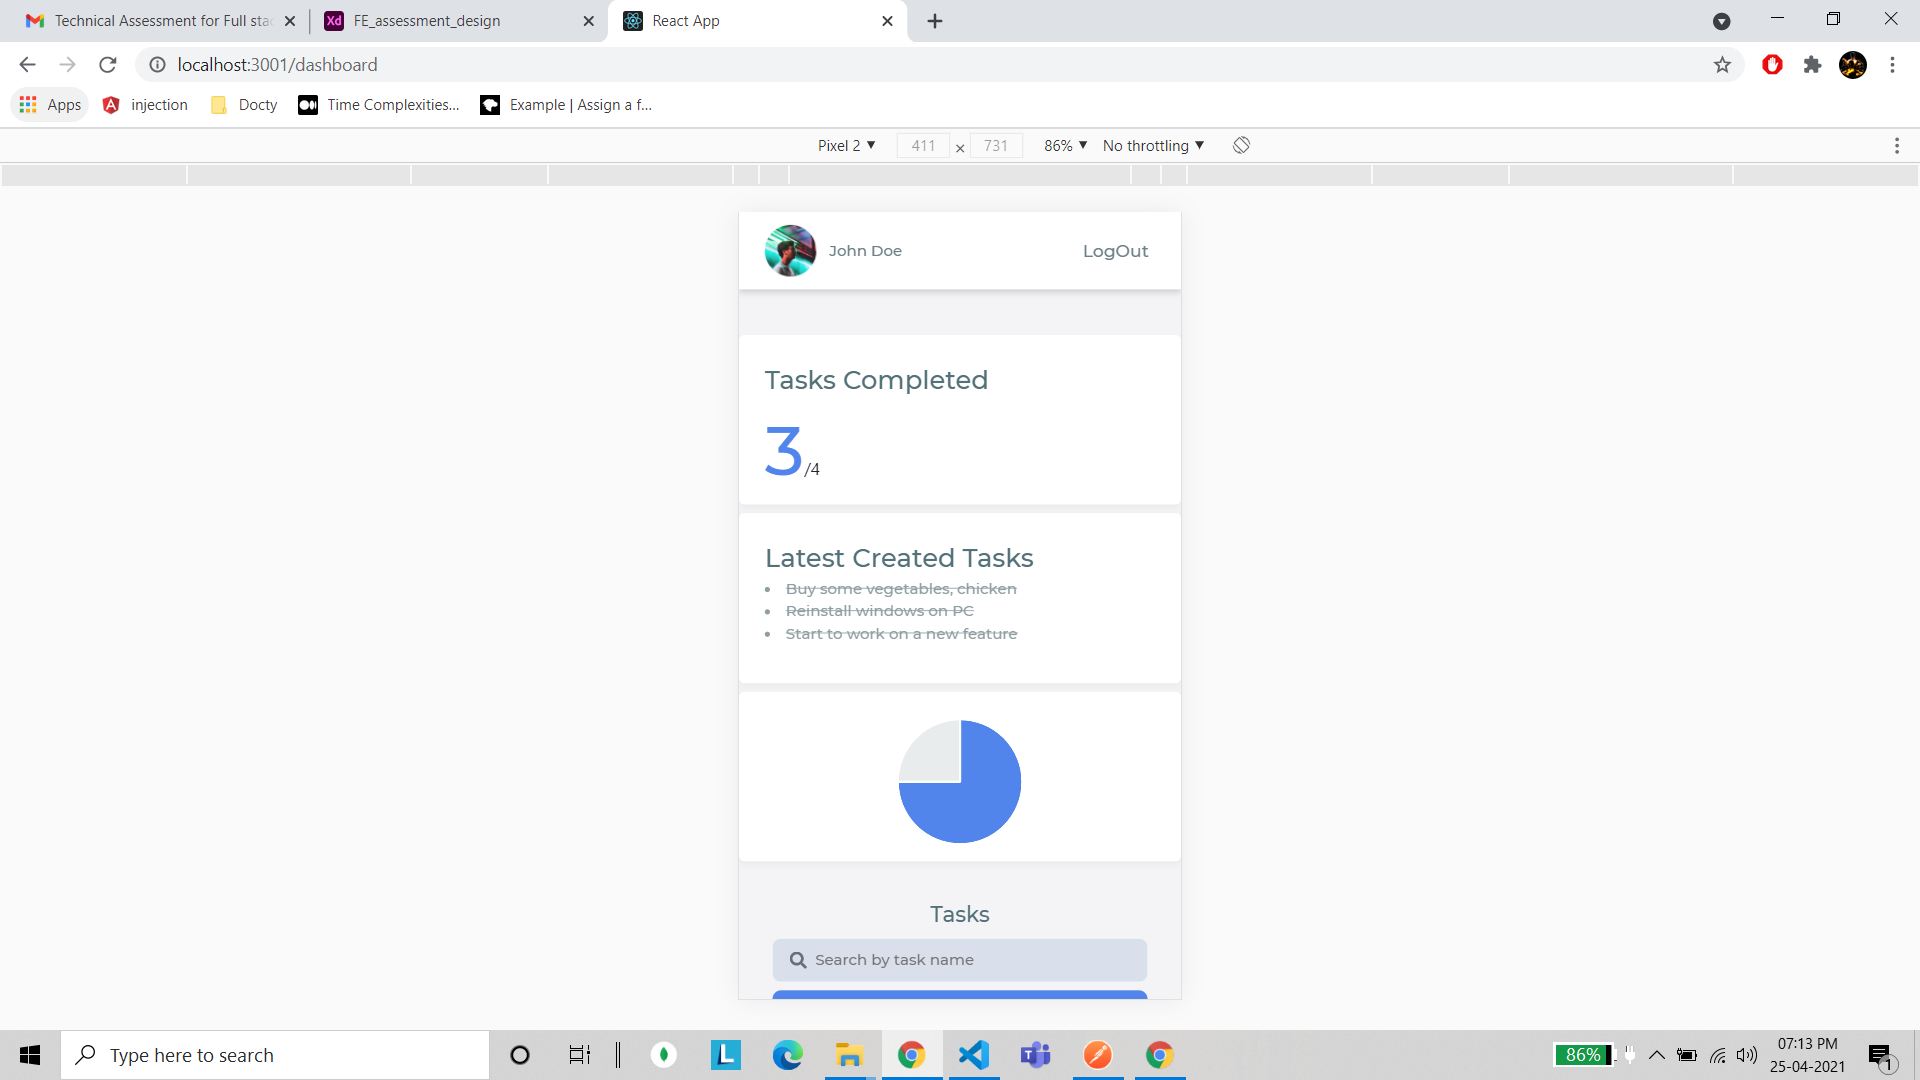 Technical Assessment for Full stac
Xd FE_assessment_design
React App
localhost:3001/dashboard
Apps injection Docty Time Complexities... Example | Assign a f...
Pixel 2 411 × 731 86% No throttling
John Doe LogOut
Tasks Completed
3/4
Latest Created Tasks
Buy some vegetables, chicken
Reinstall windows on PC
Start to work on a new feature
Tasks
Search by task name
Type here to search
L
T
86%
07:13 PM
25-04-2021
1